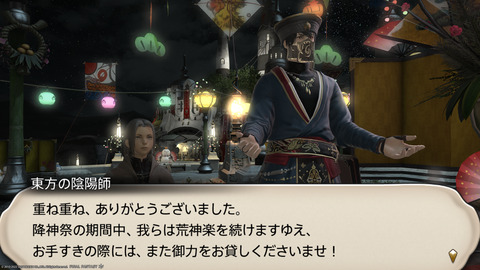 東方の陰陽師
重ね重ね、ありがとうございました。
降神祭の期間中、我らは荒神楽を続けますゆえ、
お手すきの際には、また御力をお貸しくださいませ！